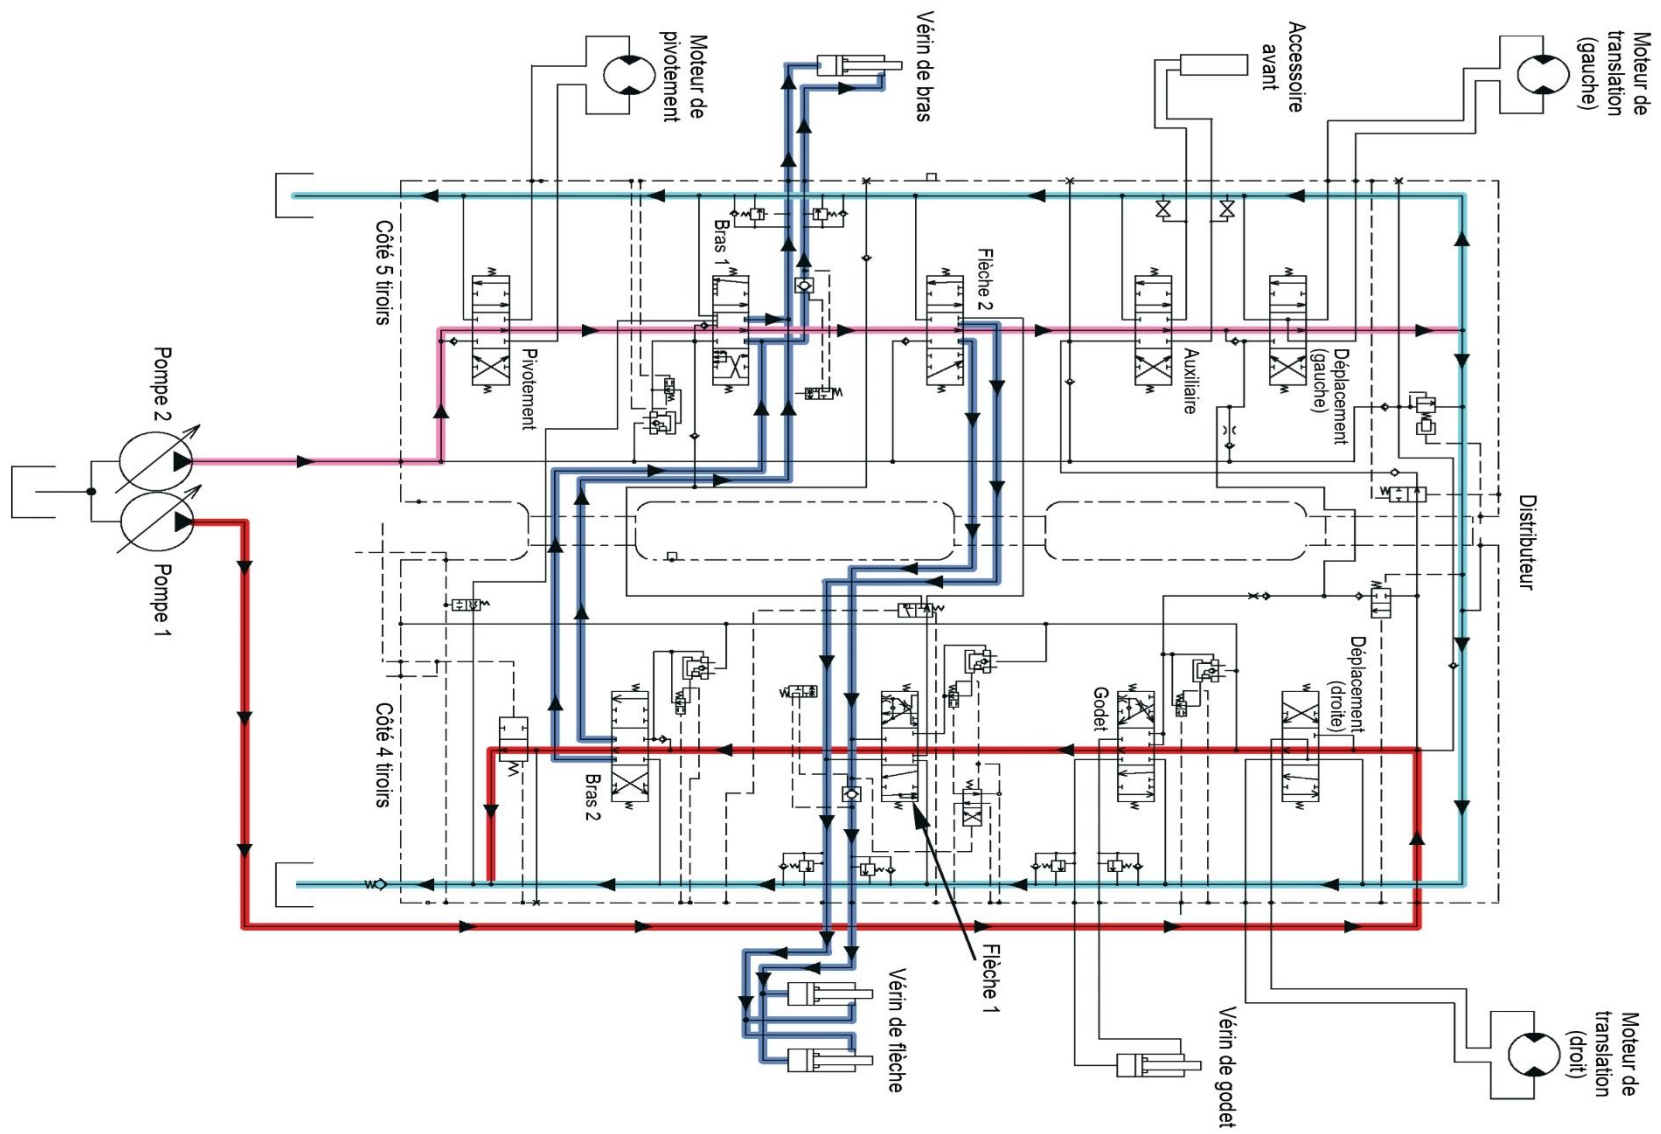 Moteur de
pivotement
Vérin de bras
Accessoire
avant
Moteur de
translation
(gauche)
Côté 5 tiroirs
Bras 1
Flèche 2
Pivotement
Auxiliaire
Déplacement
(gauche)
Pompe 2
Pompe 1
Distributeur
Côté 4 tiroirs
Bras 2
Godet
Déplacement
(droite)
Flèche 1
Vérin de flèche
Vérin de godet
Moteur de
translation
(droit)